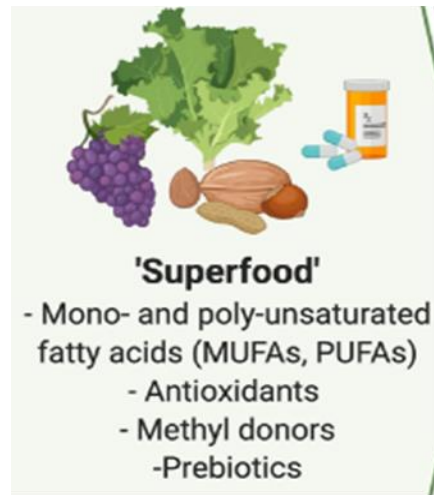 'Superfood'
- Mono- and poly-unsaturated
fatty acids (MUFAs, PUFAs)
- Antioxidants
- Methyl donors
-Prebiotics